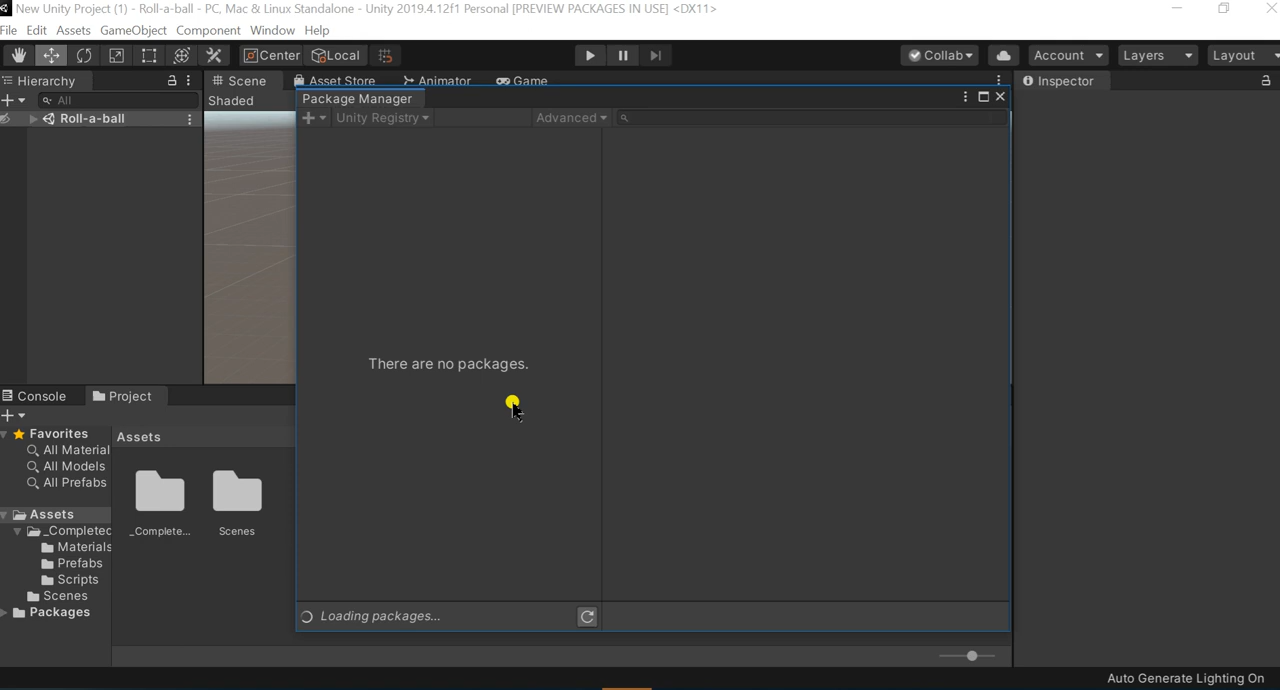 New Unity Project (1) - Roll-a-ball - PC, Mac & Linux Standalone - Unity 2019.4.12f1 Personal [PREVIEW PACKAGES IN USE] <DX11>
File Edit Assets GameObject Component Window Help
Center Local Collab Account Layers Layout
Hierarchy Scene Asset Store Animator Game Inspector
All Shaded Package Manager
Roll-a-ball Unity Registry Advanced
There are no packages.
Console Project
Favorites Assets
All Material
All Models
All Prefabs
Assets
_Completed _Complete... Scenes
Materials
Prefabs
Scripts
Scenes
Packages Loading packages...
Auto Generate Lighting On